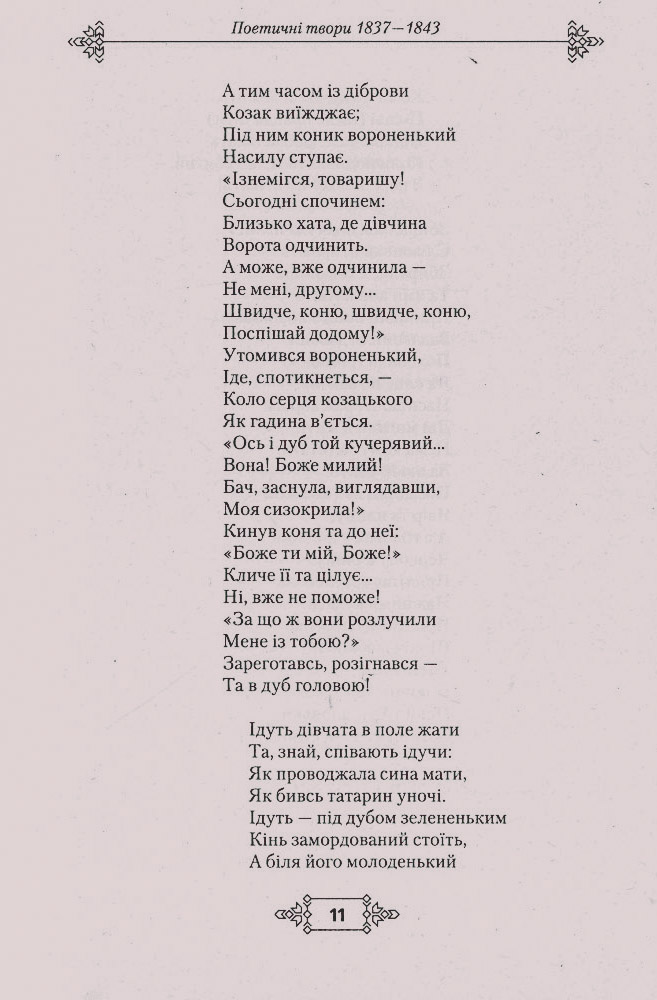 Поетичні твори 1837—1843
А тим часом із діброви
Козак виїжджає;
Під ним коник вороненький
Насилу ступає.
«Ізнемігся, товаришу!
Сьогодні спочинем:
Близько хата, де дівчина
Ворота одчинить.
А може, вже одчинила —
Не мені, другому...
Швидче, коню, швидче, коню,
Поспішай додому!»
Утомився вороненький,
Іде, спотикнеться, —
Коло серця козацького
Як гадина в’ється.
«Ось і дуб той кучерявий...
Вона! Боже милий!
Бач, заснула, виглядавши,
Моя сизокрила!»
Кинув коня та до неї:
«Боже ти мій, Боже!»
Кличе її та цілує...
Ні, вже не поможе!
«За що ж вони розлучили
Мене із тобою?»
Зареготавсь, розігнався —
Та в дуб головою!
Ідуть дівчата в поле жати
Та, знай, співають ідучи:
Як проводжала сина мати,
Як бивсь татарин уночі.
Ідуть — під дубом зелененьким
Кінь замордований стоїть,
А біля його молоденький
11